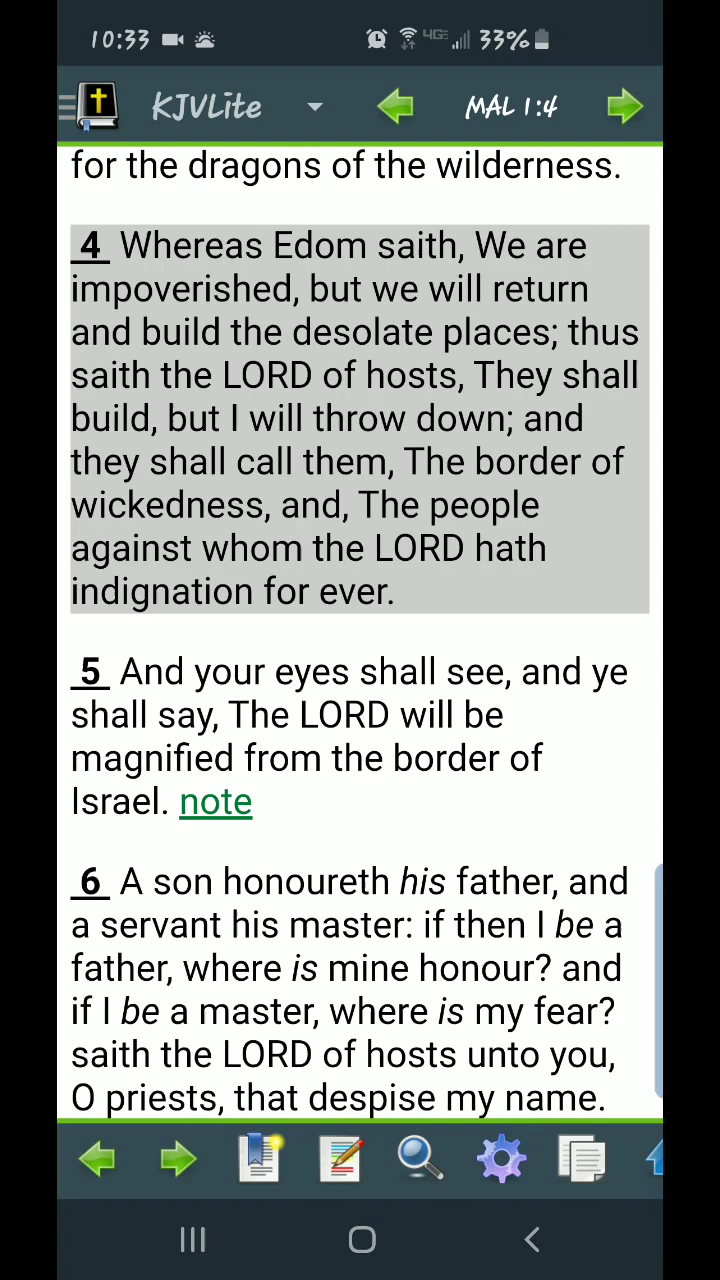 10:33 4GE 33%
KJVLite MAL 1:4
for the dragons of the wilderness.
4 Whereas Edom saith, We are
impoverished, but we will return
and build the desolate places; thus
saith the LORD of hosts, They shall
build, but I will throw down; and
they shall call them, The border of
wickedness, and, The people
against whom the LORD hath
indignation for ever.
5 And your eyes shall see, and ye
shall say, The LORD will be
magnified from the border of
Israel. note
6 A son honoureth his father, and
a servant his master: if then I be a
father, where is mine honour? and
if I be a master, where is my fear?
saith the LORD of hosts unto you,
O priests, that despise my name.